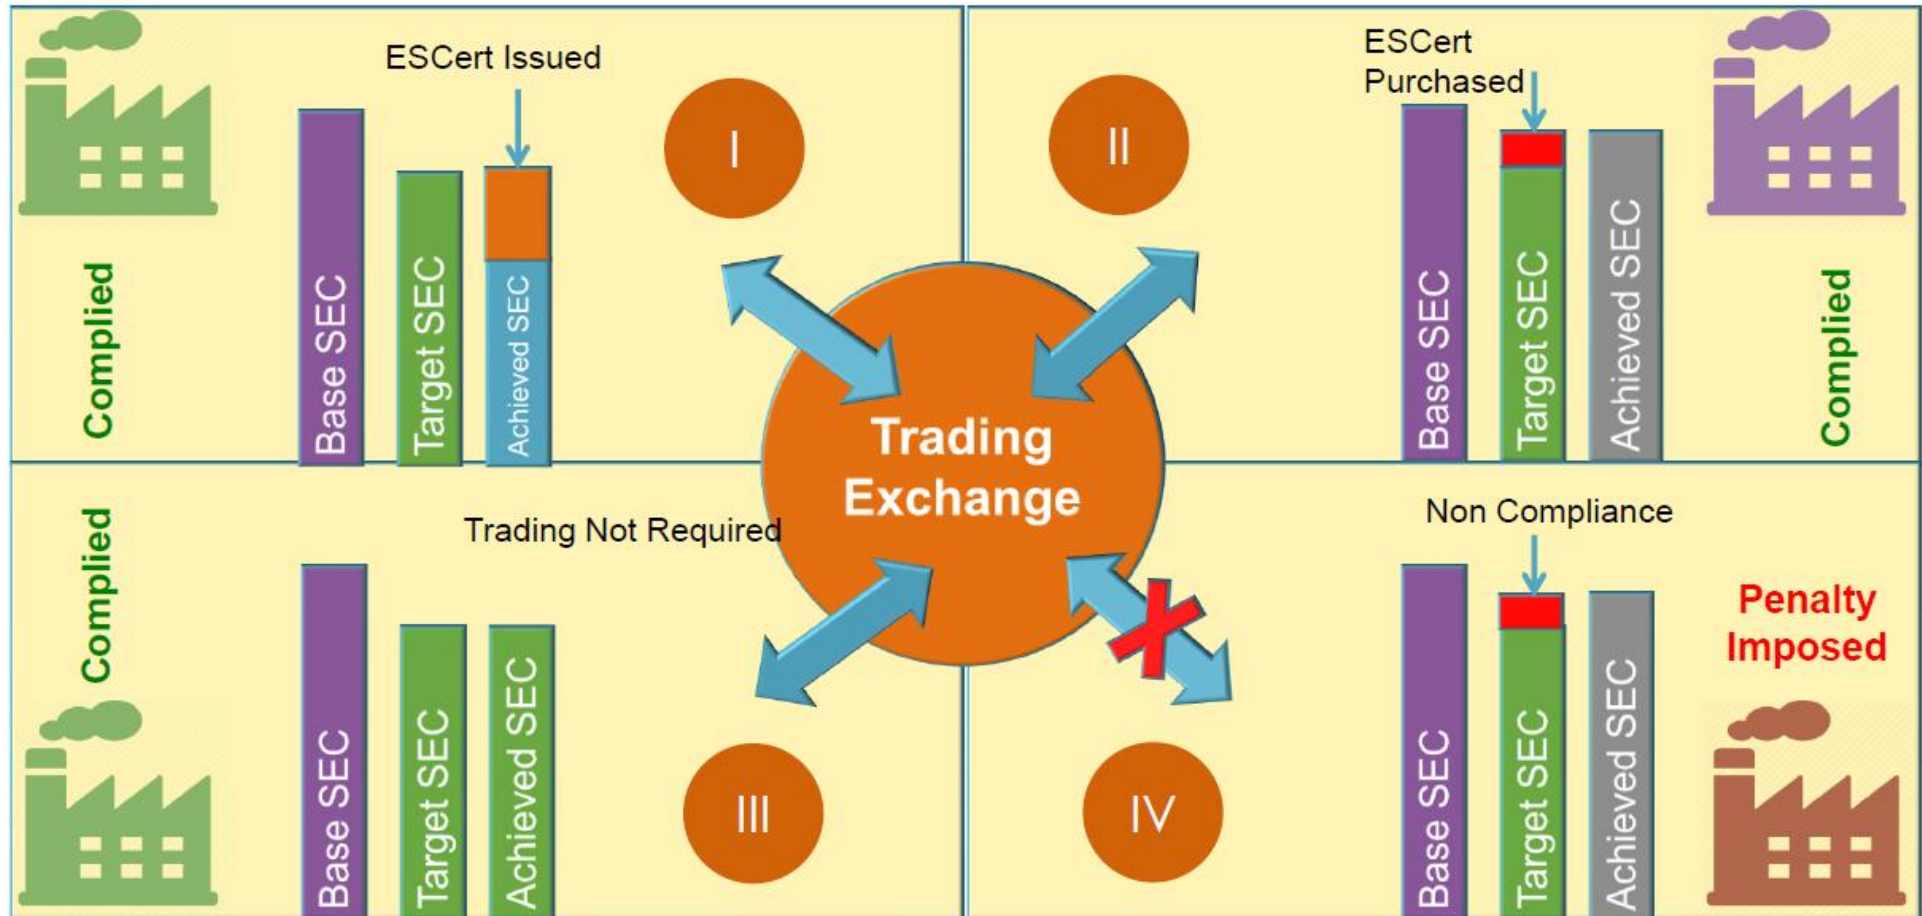 ESCert Issued
I
Base SEC
Target SEC
Achieved SEC
Complied
ESCert
Purchased
II
Base SEC
Target SEC
Achieved SEC
Complied
Trading
Exchange
Complied
Trading Not Required
Base SEC
Target SEC
Achieved SEC
III
Non Compliance
Penalty
Imposed
IV
Base SEC
Target SEC
Achieved SEC